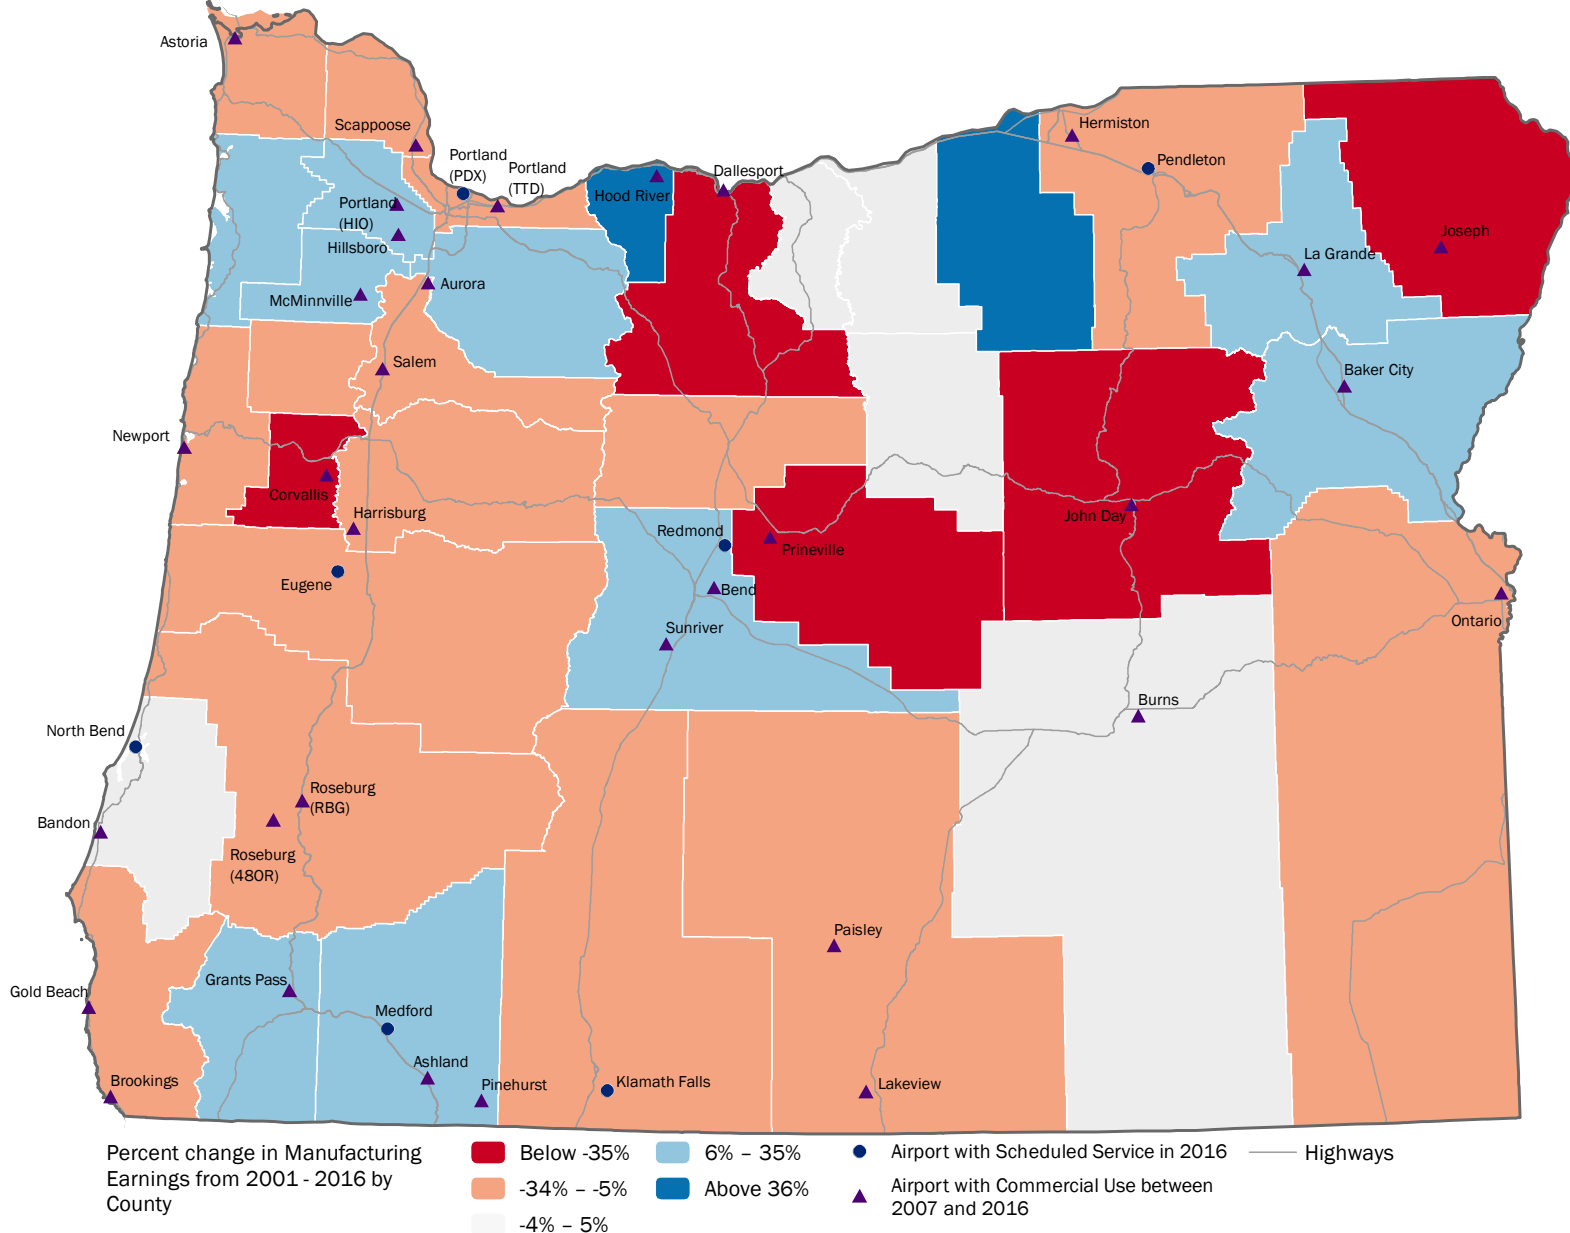 Astoria
Scappoose
Portland
(PDX)
Portland
(TTD)
Hermiston
Pendleton
Dallesport
Hood River
Portland
(HIO)
Hillsboro
Joseph
La Grande
McMinnville
Aurora
Salem
Baker City
Newport
Corvallis
Harrisburg
John Day
Redmond
Prineville
Eugene
Bend
Ontario
Sunriver
Burns
North Bend
Roseburg
(RBG)
Bandon
Roseburg
(48OR)
Paisley
Grants Pass
Gold Beach
Medford
Ashland
Brookings
Pinehurst
Klamath Falls
Lakeview
Percent change in Manufacturing
Earnings from 2001 - 2016 by
County
Below -35%
-34% – -5%
-4% – 5%
6% – 35%
Above 36%
Airport with Scheduled Service in 2016
Airport with Commercial Use between
2007 and 2016
Highways